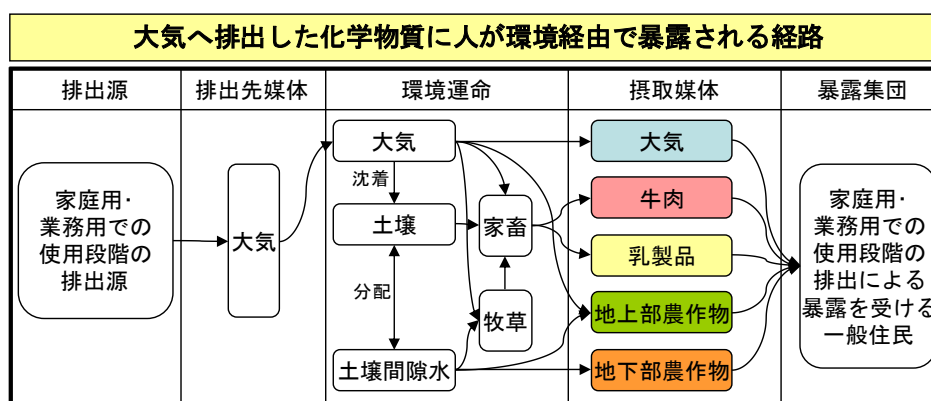 大気へ排出した化学物質に人が環境経由で暴露される経路
排出源
排出先媒体
環境運命
摂取媒体
暴露集団
家庭用・
業務用での
使用段階の
排出源
大気
大気
沈着
土壌
分配
土壌間隙水
家畜
牧草
大気
牛肉
乳製品
地上部農作物
地下部農作物
家庭用・
業務用での
使用段階の
排出による
暴露を受ける
一般住民